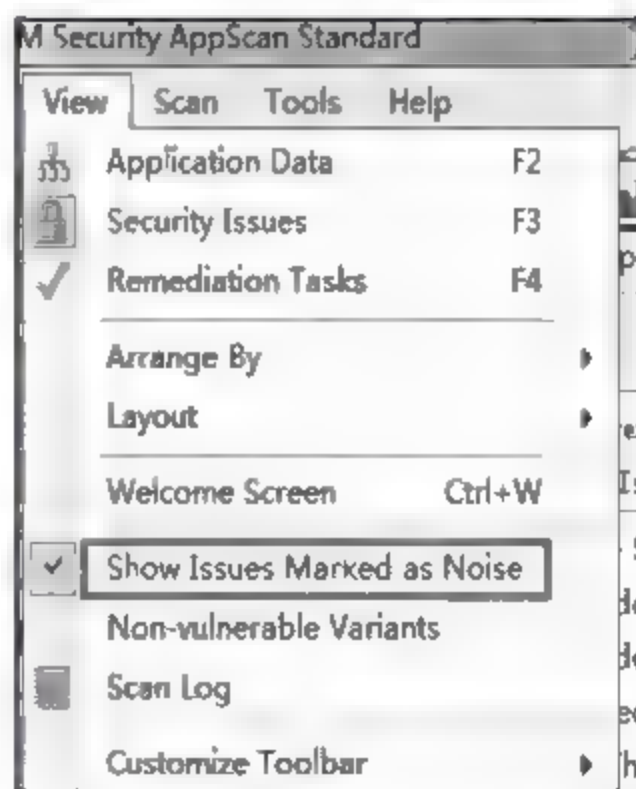 M Security AppScan Standard
View Scan Tools Help
Application Data F2
Security Issues F3
Remediation Tasks F4
Arrange By
Layout
Welcome Screen Ctrl+W
Show Issues Marked as Noise
Non-vulnerable Variants
Scan Log
Customize Toolbar